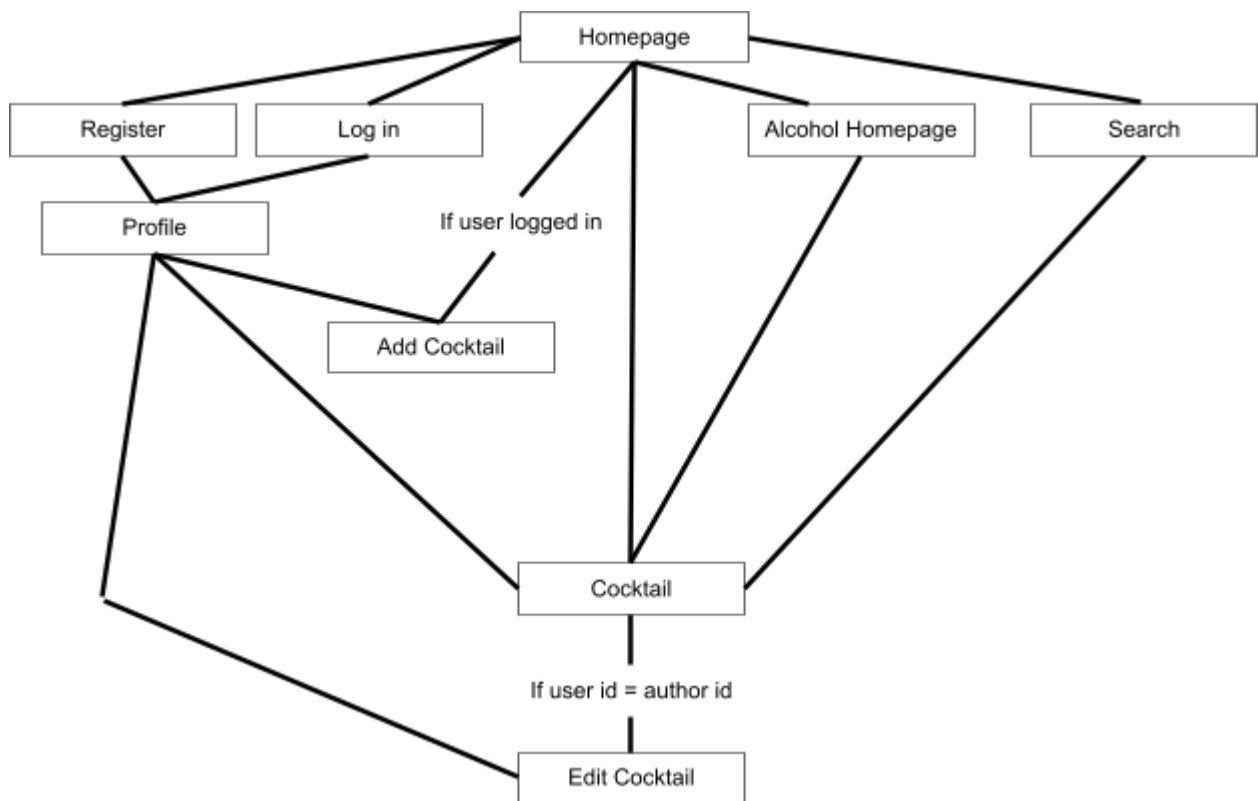 Homepage
Register
Log in
Alcohol Homepage
Search
Profile
If user logged in
Add Cocktail
Cocktail
If user id = author id
Edit Cocktail